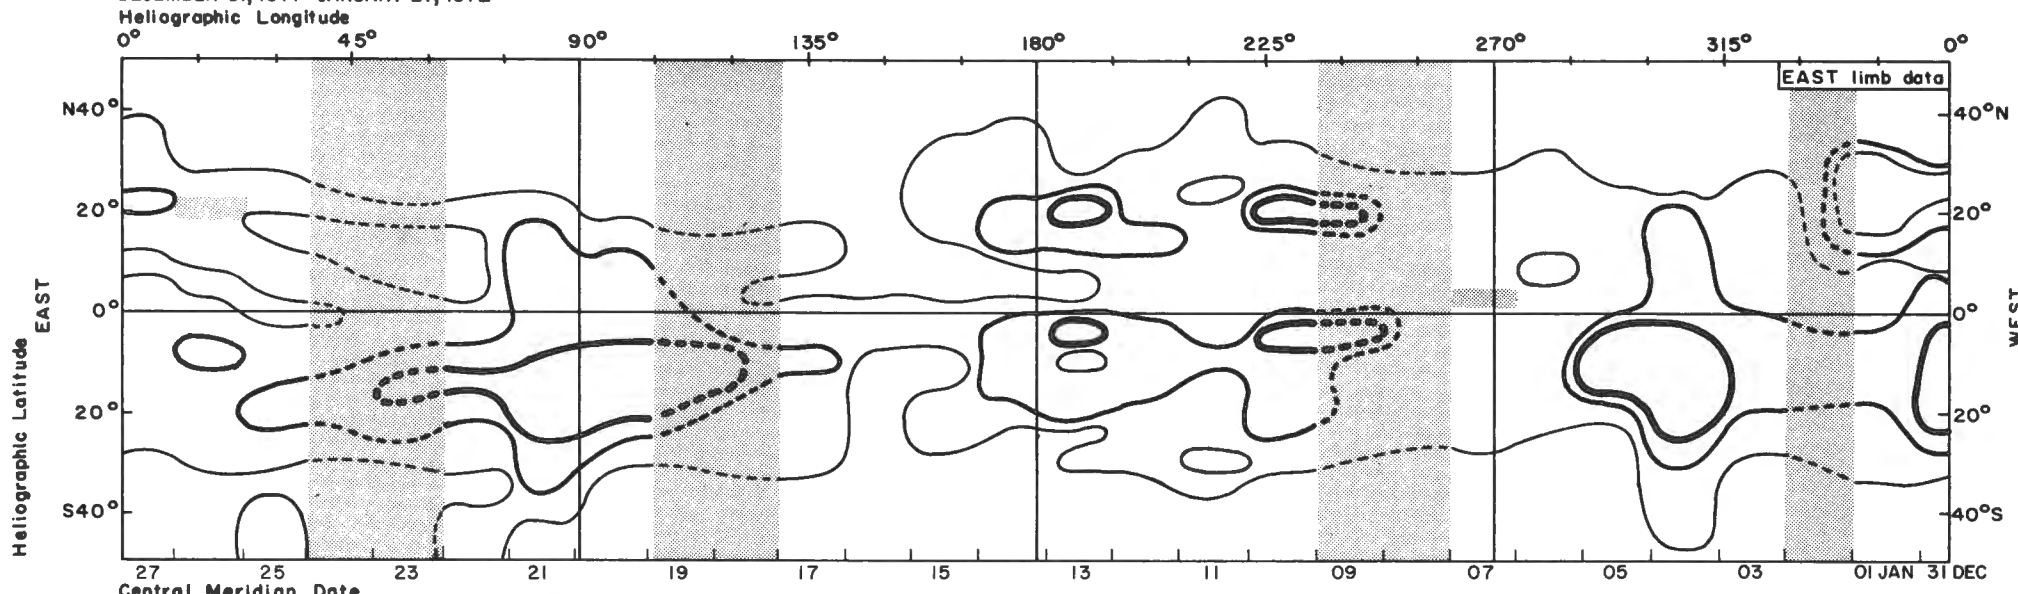 Heliographic Longitude
0° 45° 90° 135° 180° 225° 270° 315° 0°
EAST limb data
N40° 40°N
20° 20°
0° 0°
EAST WEST
20° 20°
S40° 40°S
Heliographic Latitude
27 25 23 21 19 17 15 13 11 09 07 05 03 01 JAN 31 DEC
Central Meridian Date